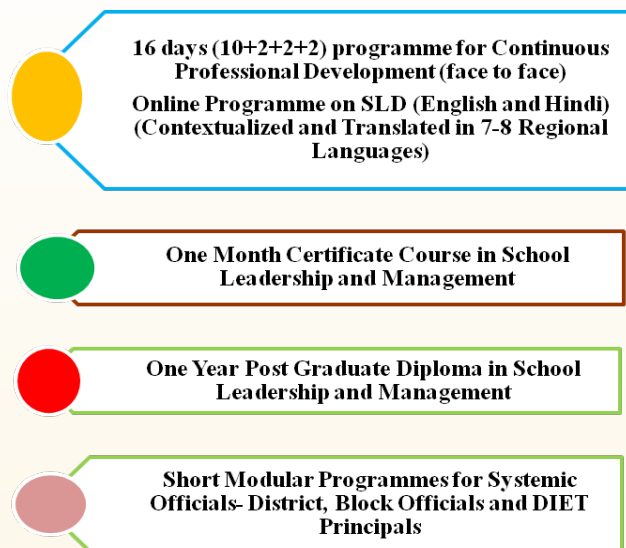 16 days (10+2+2+2) programme for Continuous
Professional Development (face to face)
Online Programme on SLD (English and Hindi)
(Contextualized and Translated in 7-8 Regional
Languages)
One Month Certificate Course in School
Leadership and Management
One Year Post Graduate Diploma in School
Leadership and Management
Short Modular Programmes for Systemic
Officials- District, Block Officials and DIET
Principals